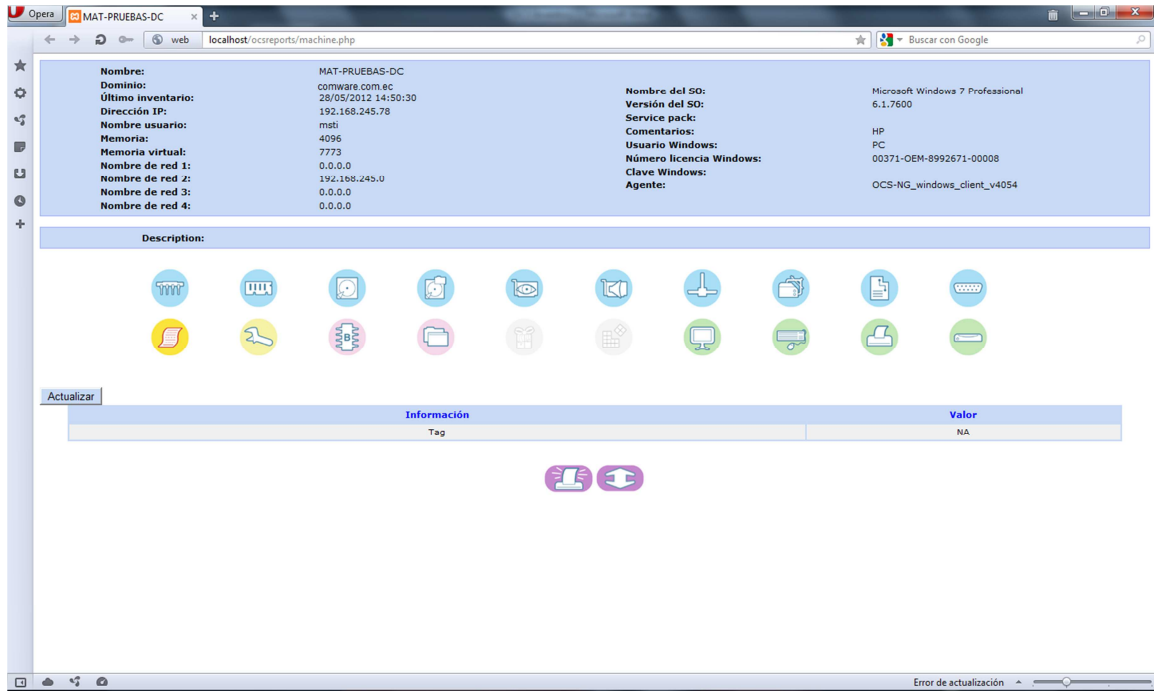 Opera
MAT-PRUEBAS-DC
web localhost/ocsreports/machine.php
Buscar con Google
Nombre: MAT-PRUEBAS-DC
Dominio: comware.com.ec
Último inventario: 28/05/2012 14:50:30
Dirección IP: 192.168.245.78
Nombre usuario: msti
Memoria: 4096
Memoria virtual: 7773
Nombre de red 1: 0.0.0.0
Nombre de red 2: 192.168.245.0
Nombre de red 3: 0.0.0.0
Nombre de red 4: 0.0.0.0
Nombre del SO: Microsoft Windows 7 Professional
Versión del SO: 6.1.7600
Service pack:
Comentarios: HP
Usuario Windows: PC
Número licencia Windows: 00371-OEM-8992671-00008
Clave Windows:
Agente: OCS-NG_windows_client_v4054
Description:
B
Actualizar
Información Valor
Tag NA
Error de actualización